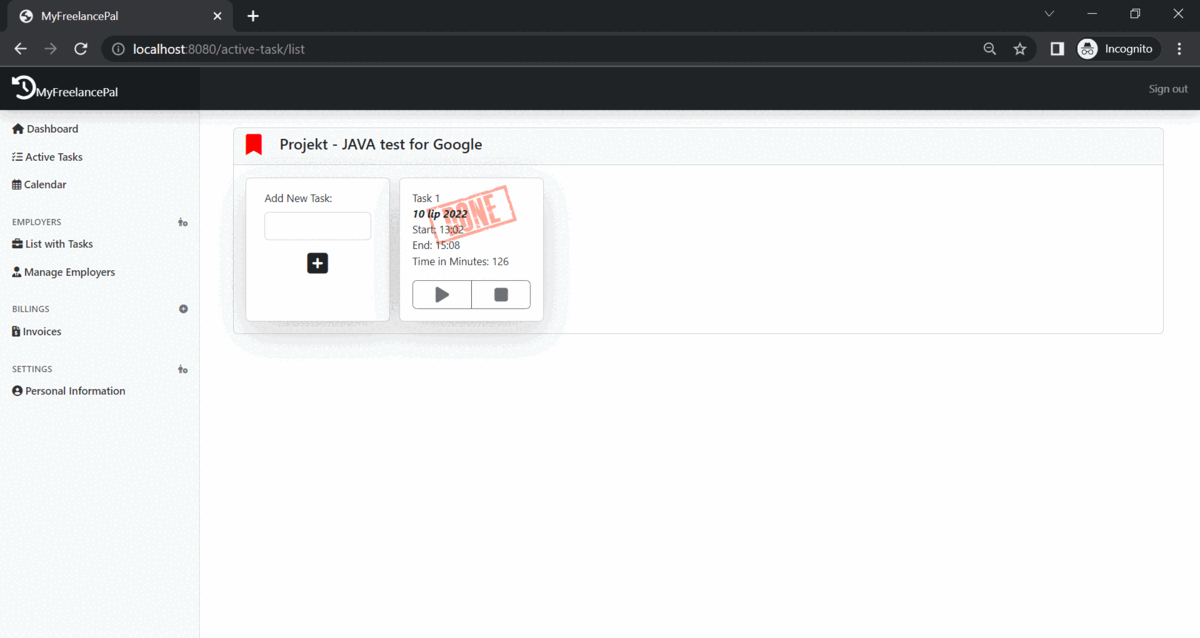 MyFreelancePal
localhost:8080/active-task/list
Incognito
MyFreelancePal
Sign out
Dashboard
Active Tasks
Calendar
EMPLOYERS
List with Tasks
Manage Employers
BILLINGS
Invoices
SETTINGS
Personal Information
Projekt - JAVA test for Google
Add New Task:
Task 1
10 lip 2022
Start: 13:02
End: 15:08
Time in Minutes: 126
DONE